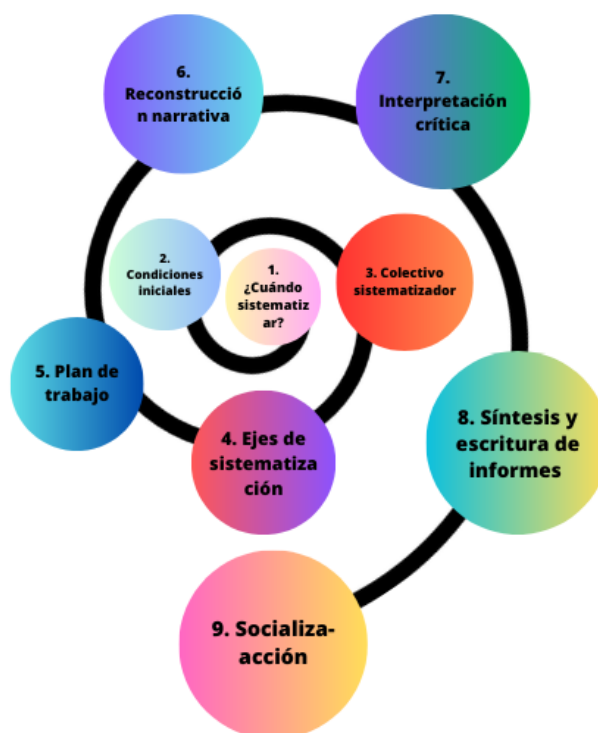 1.
¿Cuándo
sistematiz
ar?
2.
Condiciones
iniciales
3. Colectivo
sistematizador
4. Ejes de
sistematiza
ción
5. Plan de
trabajo
6.
Reconstrucció
n narrativa
7.
Interpretación
crítica
8. Síntesis y
escritura de
informes
9. Socializa-
acción